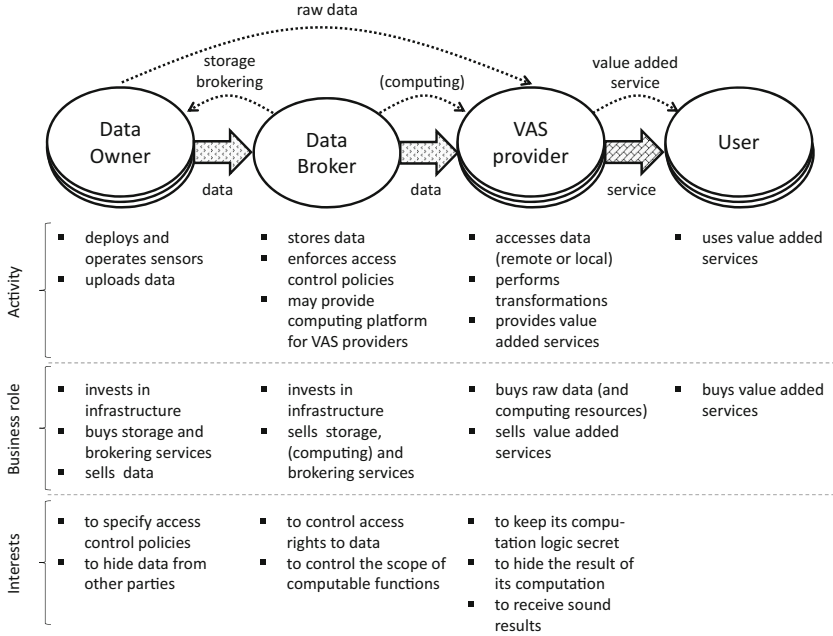 raw data
storage
brokering
(computing)
value added
service
Data
Owner
Data
Broker
VAS
provider
User
data
data
service
Activity
▪ deploys and
operates sensors
▪ uploads data
▪ stores data
▪ enforces access
control policies
▪ may provide
computing platform
for VAS providers
▪ accesses data
(remote or local)
▪ performs
transformations
▪ provides value
added services
▪ uses value added
services
Business role
▪ invests in
infrastructure
▪ buys storage and
brokering services
▪ sells data
▪ invests in
infrastructure
▪ sells storage,
(computing) and
brokering services
▪ buys raw data (and
computing resources)
▪ sells value added
services
▪ buys value added
services
Interests
▪ to specify access
control policies
▪ to hide data from
other parties
▪ to control access
rights to data
▪ to control the scope of
computable functions
▪ to keep its compu-
tation logic secret
▪ to hide the result of
its computation
▪ to receive sound
results